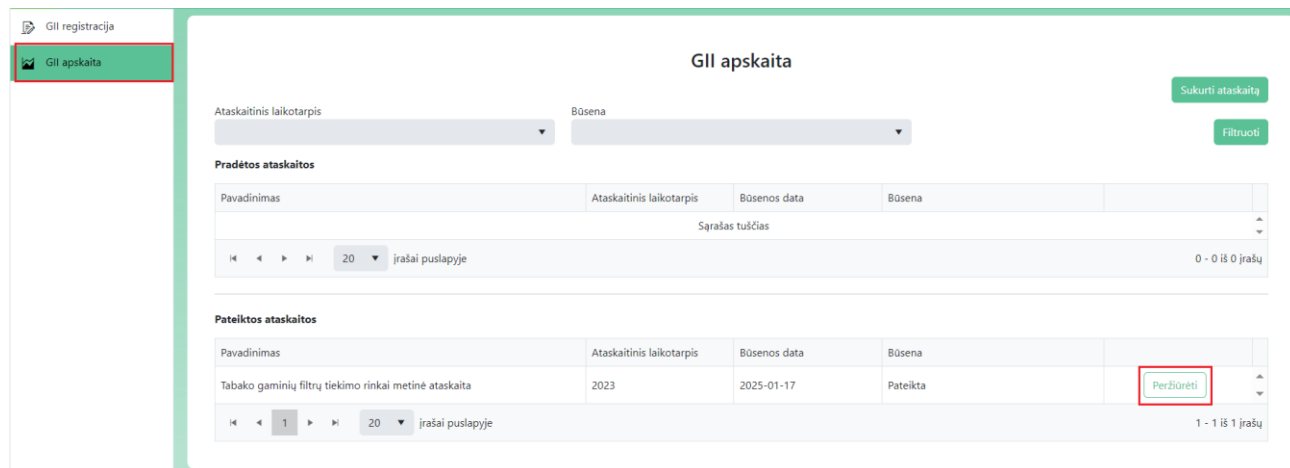 GII registracija
GII apskaita
GII apskaita
Sukurti ataskaitą
Ataskaitinis laikotarpis Būsena
Filtruoti
Pradėtos ataskaitos
Pavadinimas Ataskaitinis laikotarpis Būsenos data Būsena
Sąrašas tuščias
20 įrašai puslapyje 0 - 0 iš 0 įrašų
Pateiktos ataskaitos
Pavadinimas Ataskaitinis laikotarpis Būsenos data Būsena
Tabako gaminių filtrų tiekimo rinkai metinė ataskaita 2023 2025-01-17 Pateikta Peržiūrėti
1 20 įrašai puslapyje 1 - 1 iš 1 įrašų